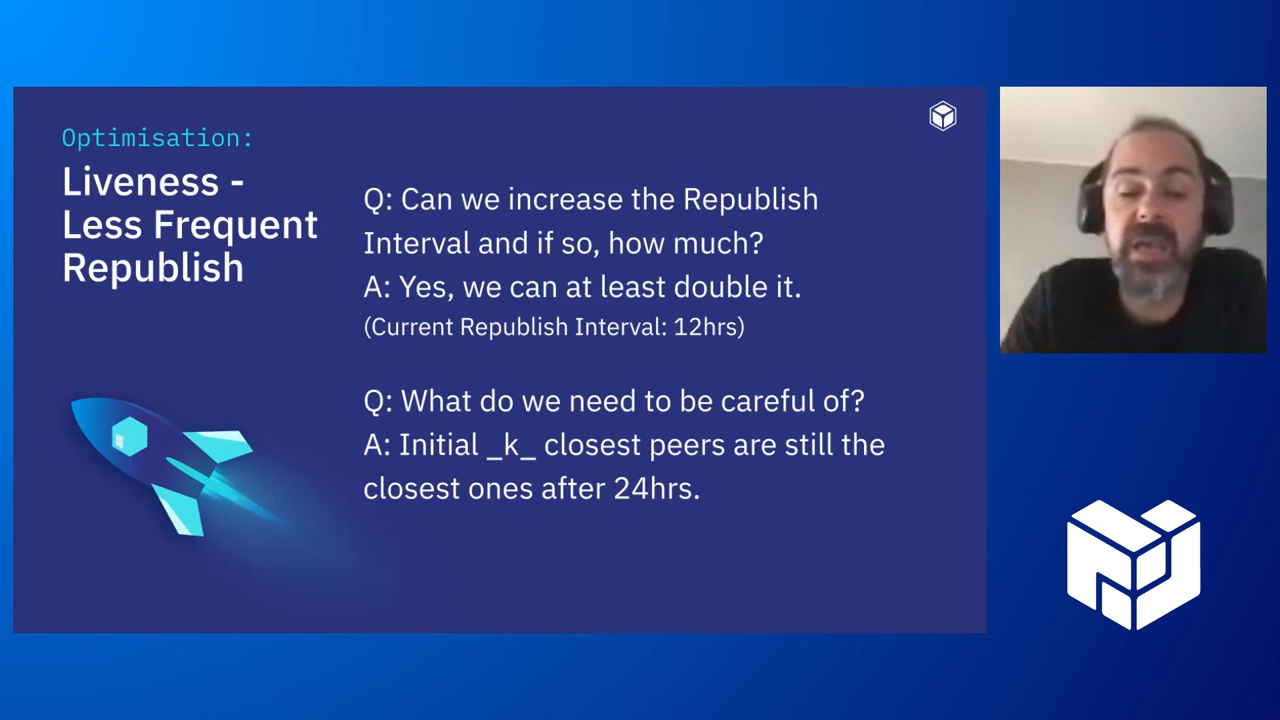 Optimisation:
Liveness -
Less Frequent
Republish
Q: Can we increase the Republish
Interval and if so, how much?
A: Yes, we can at least double it.
(Current Republish Interval: 12hrs)
Q: What do we need to be careful of?
A: Initial _k_ closest peers are still the
closest ones after 24hrs.